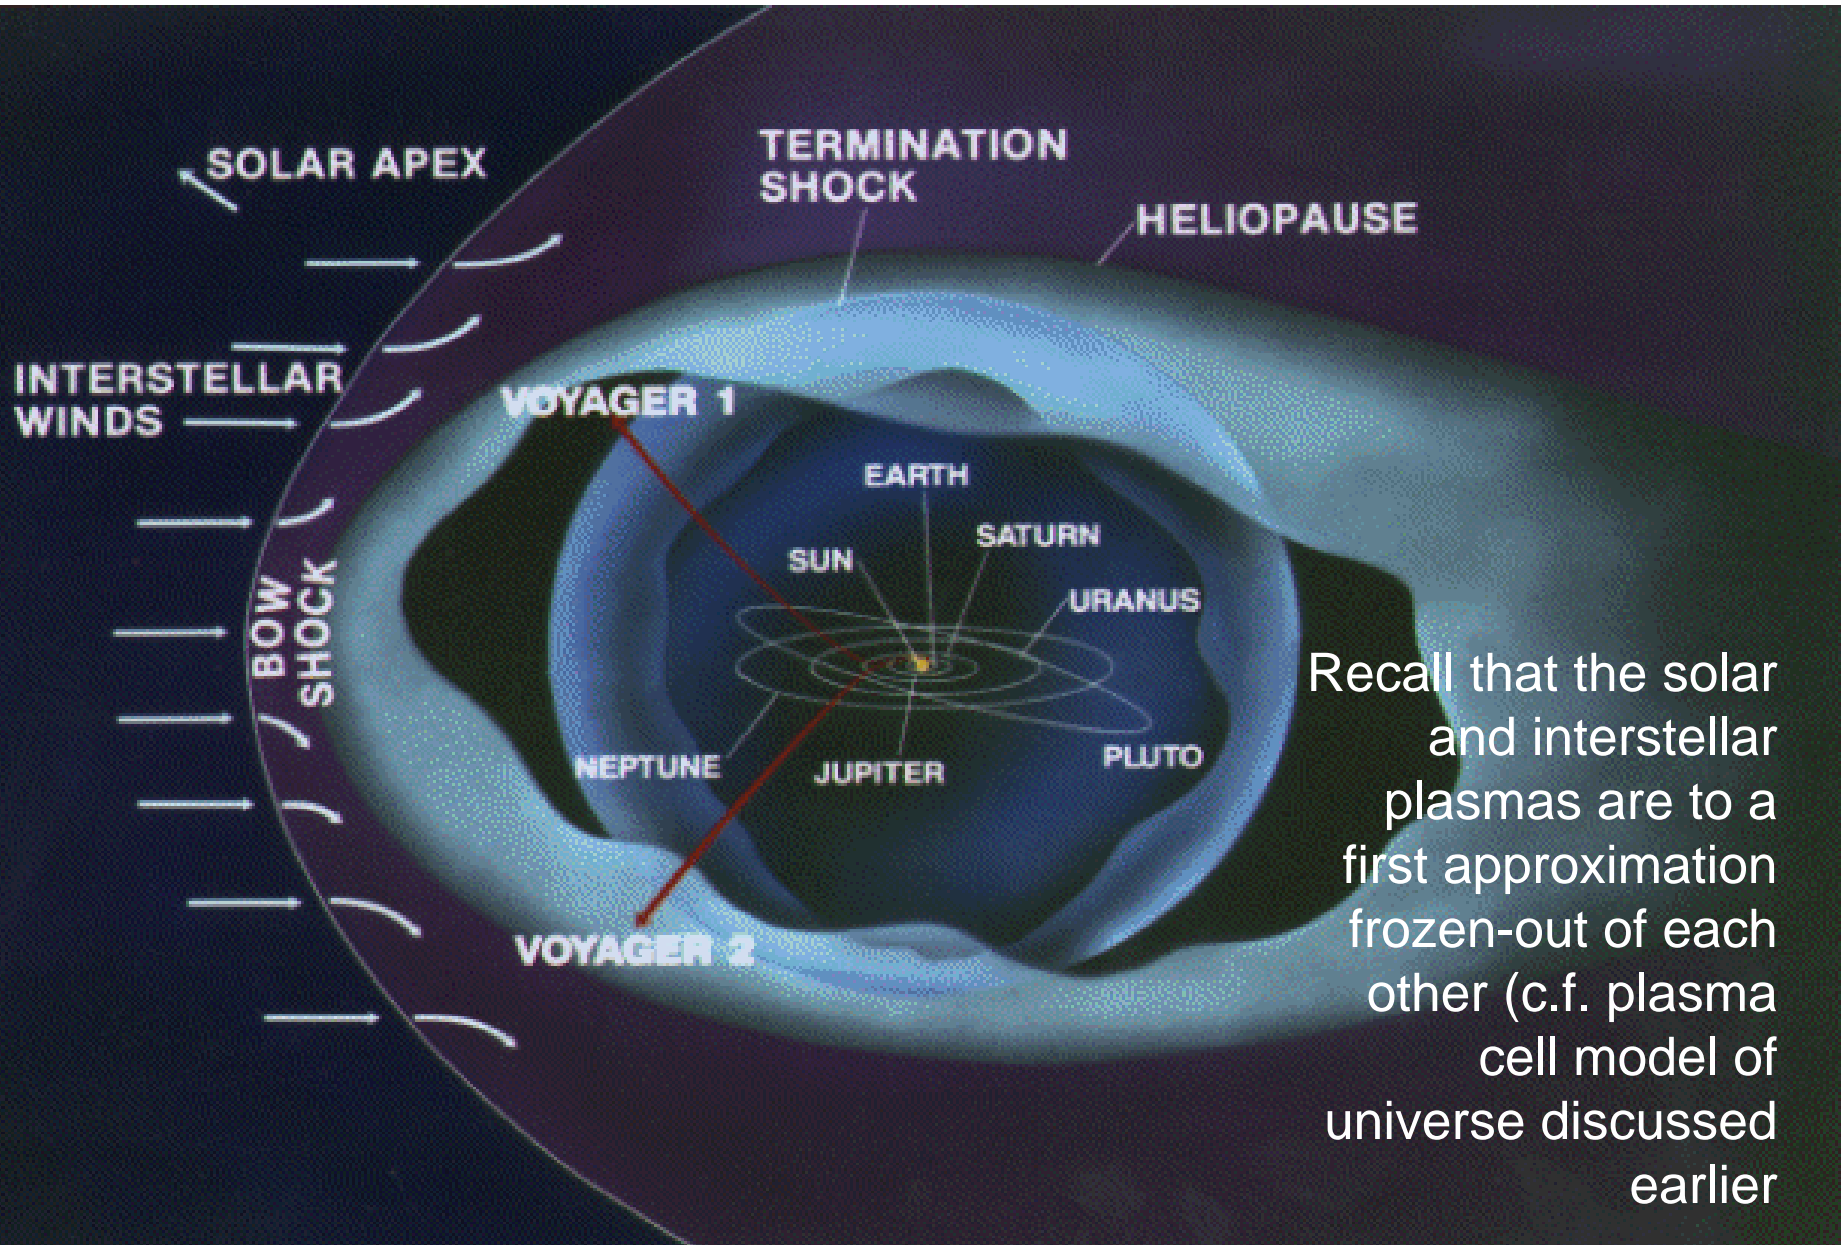 SOLAR APEX
TERMINATION
SHOCK
HELIOPAUSE
INTERSTELLAR
WINDS
VOYAGER 1
EARTH
SATURN
SUN
URANUS
BOW
SHOCK
NEPTUNE
JUPITER
PLUTO
VOYAGER 2
Recall that the solar
and interstellar
plasmas are to a
first approximation
frozen-out of each
other (c.f. plasma
cell model of
universe discussed
earlier